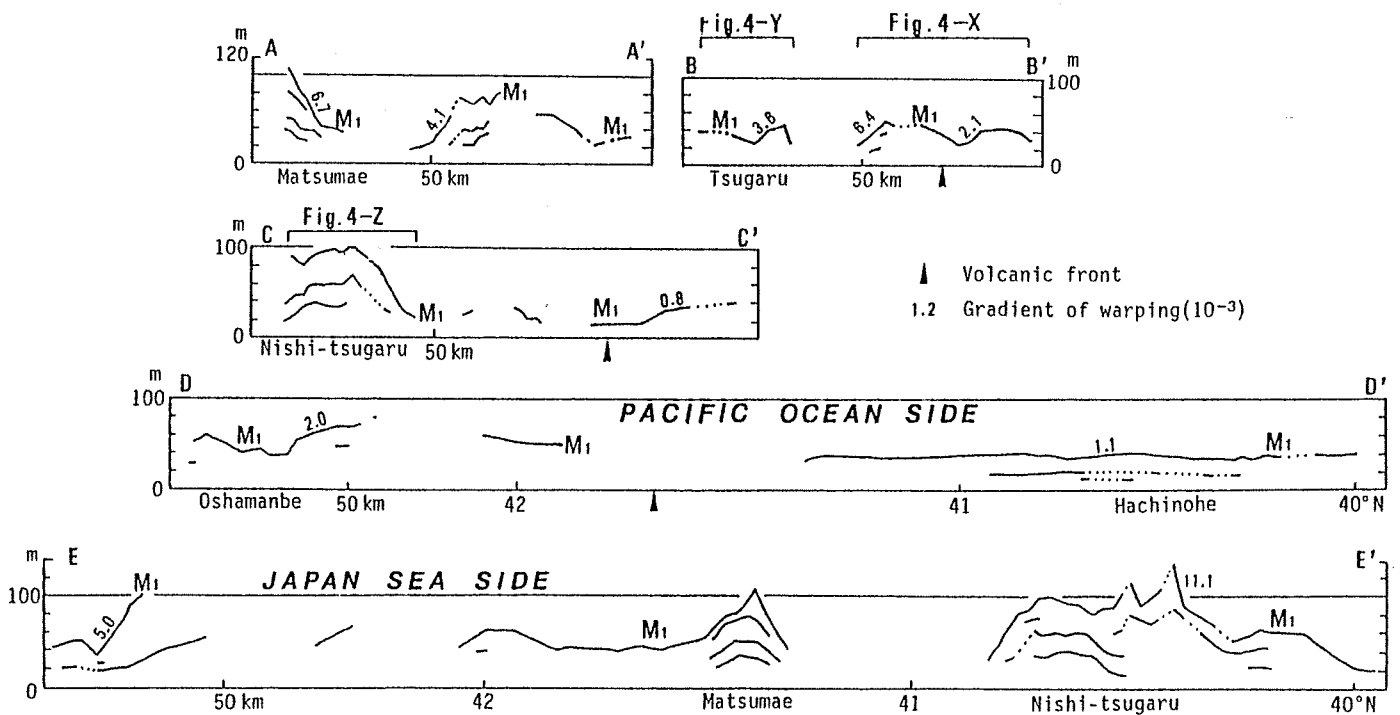 Fig.4-Y Fig.4-X
m A A' B B' m
120 100
M1 6.7 4.1 M1 M1 M1 3.8 6.4 M1 2.1
0 0
Matsumae 50 km Tsugaru 50 km
Fig.4-Z
m C C'
100
M1 M1 0.8
0
Nishi-tsugaru 50 km
Volcanic front
1.2 Gradient of warping(10-3)
m D D'
100 PACIFIC OCEAN SIDE
M1 2.0 M1 1.1 M1
0
Oshamanbe 50 km 42 41 Hachinohe 40°N
m E E'
JAPAN SEA SIDE
100 M1 11.1
5.0 M1 M1
0
50 km 42 Matsumae 41 Nishi-tsugaru 40°N